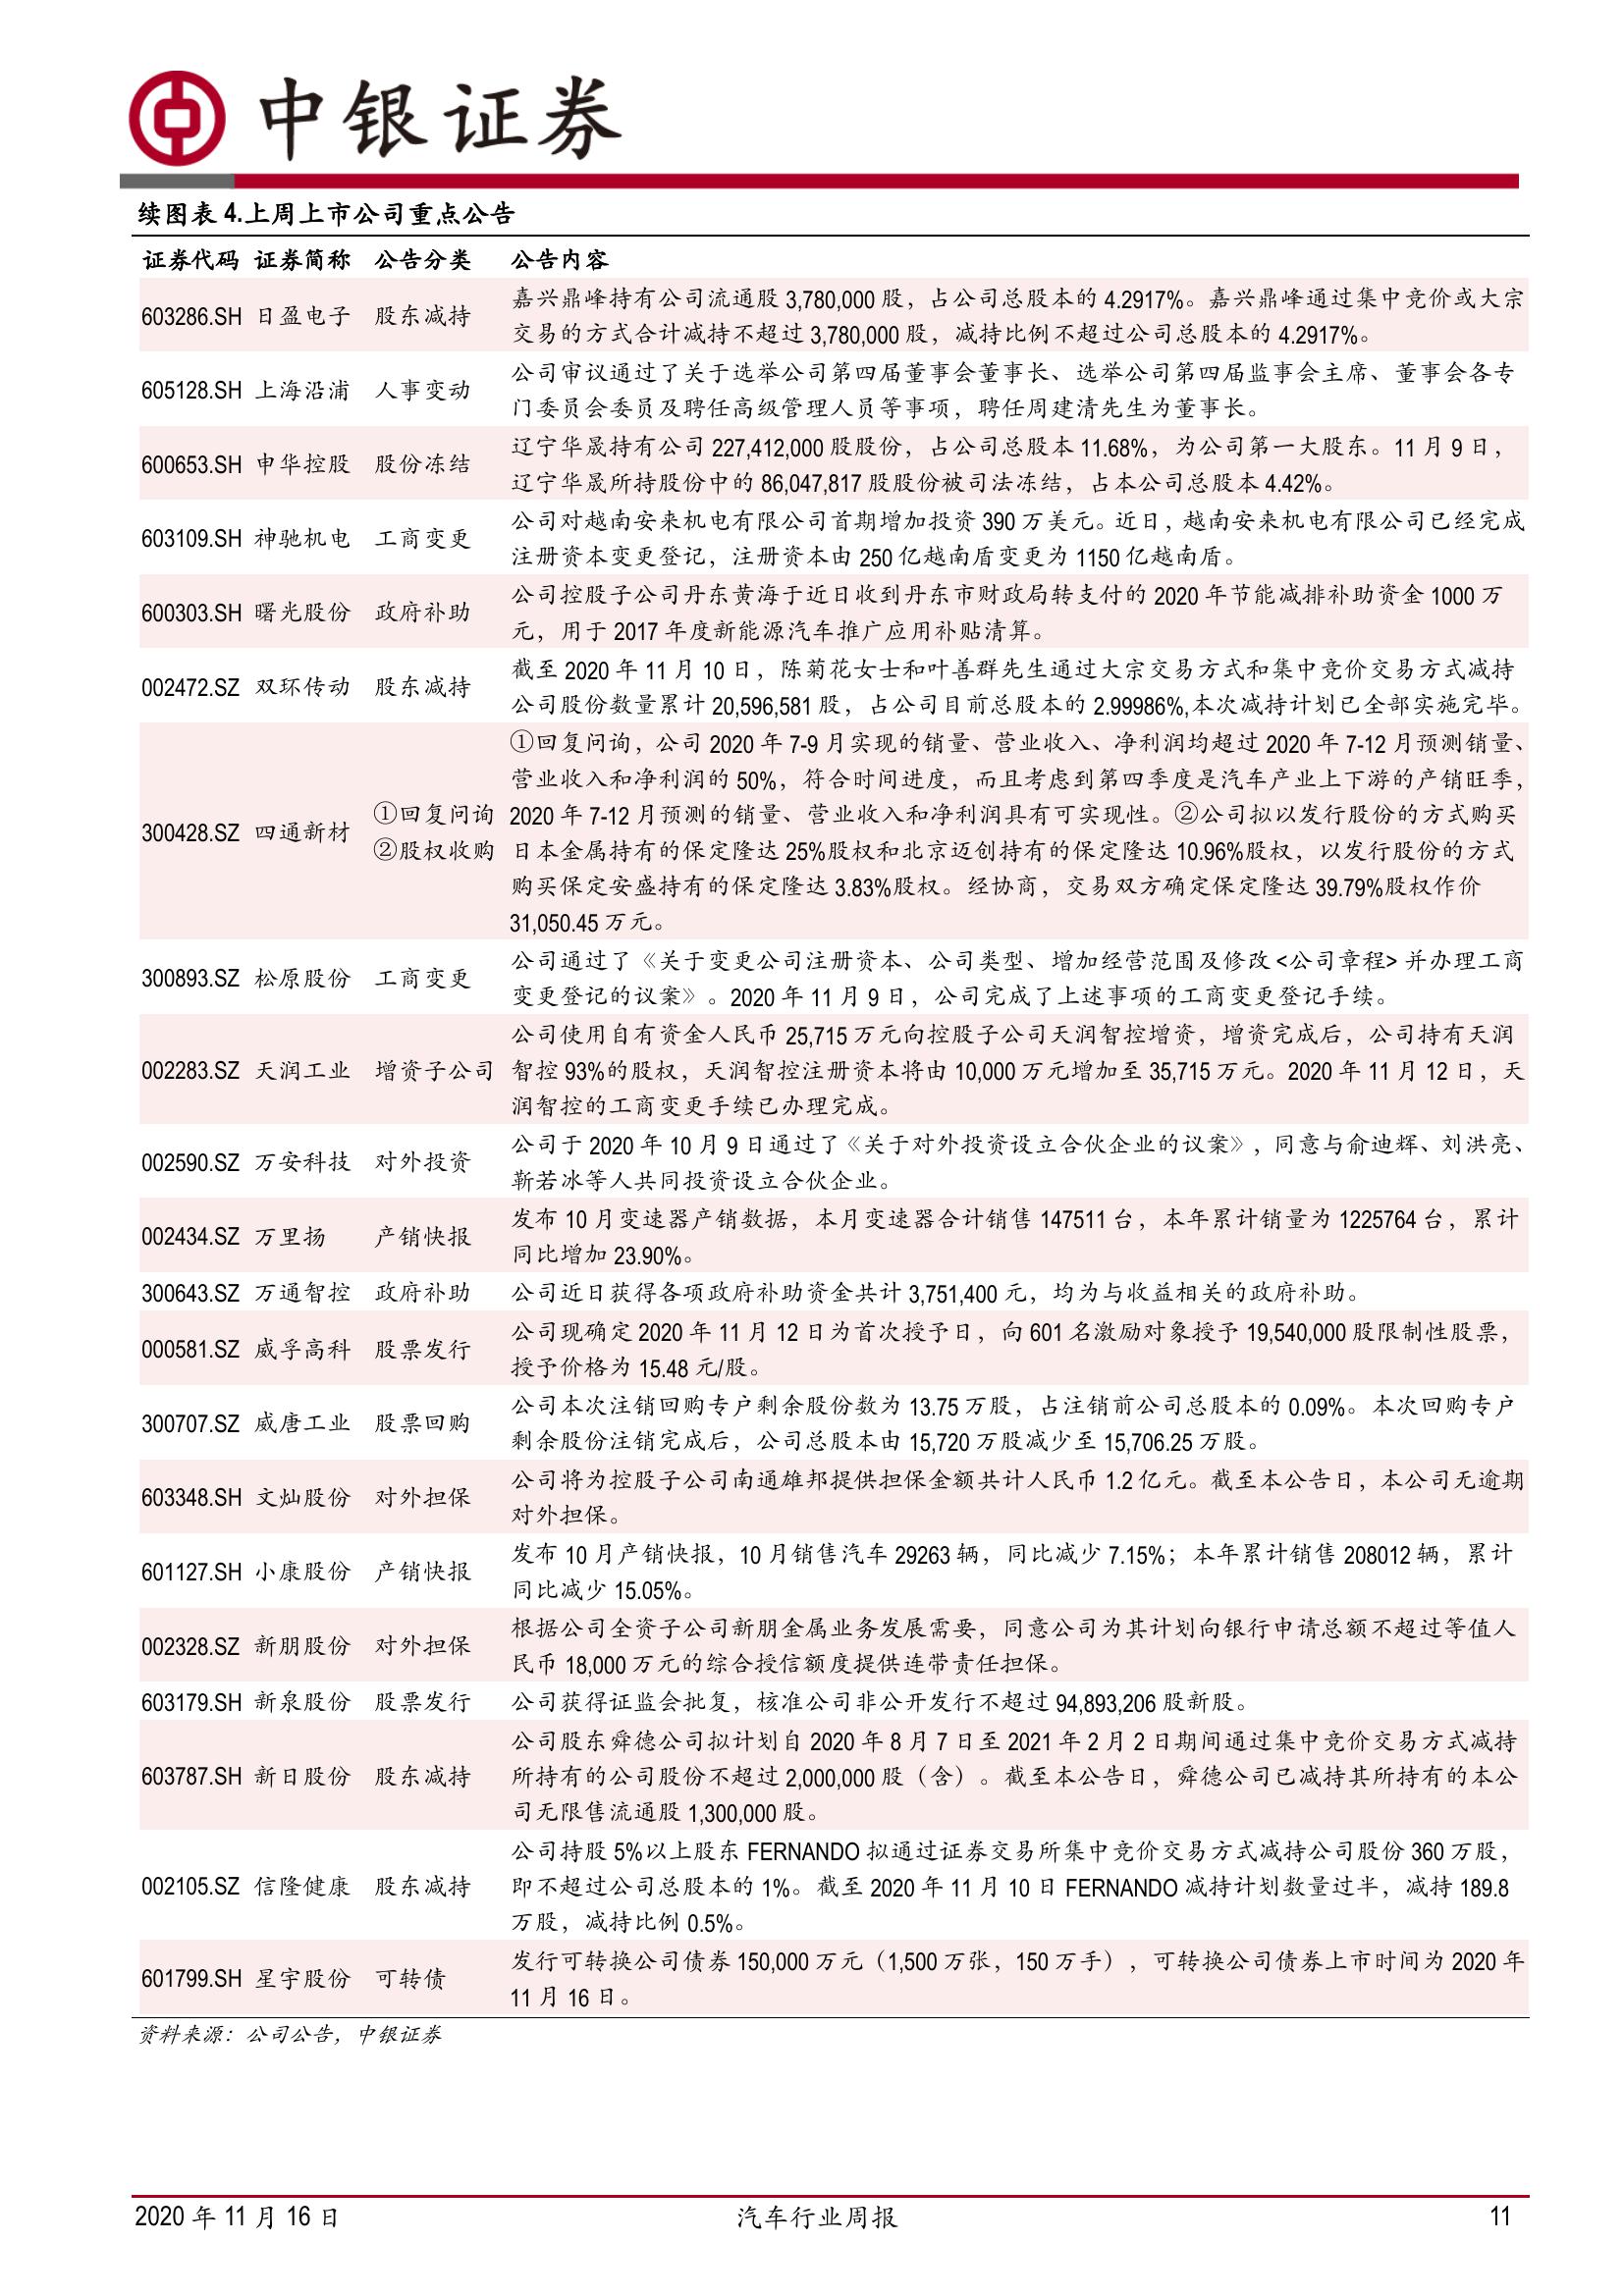 中银证券
续图表 4.上周上市公司重点公告
证券代码 证券简称 公告分类 公告内容
603286.SH 日盈电子 股东减持
嘉兴鼎峰持有公司流通股 3,780,000 股，占公司总股本的 4.2917%。嘉兴鼎峰通过集中竞价或大宗
交易的方式合计减持不超过 3,780,000 股，减持比例不超过公司总股本的 4.2917%。
605128.SH 上海沿浦 人事变动
公司审议通过了关于选举公司第四届董事会董事长、选举公司第四届监事会主席、董事会各专
门委员会委员及聘任高级管理人员等事项，聘任周建清先生为董事长。
600653.SH 申华控股 股份冻结
辽宁华晟持有公司 227,412,000 股股份，占公司总股本 11.68%，为公司第一大股东。11 月 9 日，
辽宁华晟所持股份中的 86,047,817 股股份被司法冻结，占本公司总股本 4.42%。
603109.SH 神驰机电 工商变更
公司对越南安来机电有限公司首期增加投资 390 万美元。近日，越南安来机电有限公司已经完成
注册资本变更登记，注册资本由 250 亿越南盾变更为 1150 亿越南盾。
600303.SH 曙光股份 政府补助
公司控股子公司丹东黄海于近日收到丹东市财政局转支付的 2020 年节能减排补助资金 1000 万
元，用于 2017 年度新能源汽车推广应用补贴清算。
002472.SZ 双环传动 股东减持
截至 2020 年 11 月 10 日，陈菊花女士和叶善群先生通过大宗交易方式和集中竞价交易方式减持
公司股份数量累计 20,596,581 股，占公司目前总股本的 2.99986%,本次减持计划已全部实施完毕。
300428.SZ 四通新材
①回复问询
②股权收购
①回复问询，公司 2020 年 7-9 月实现的销量、营业收入、净利润均超过 2020 年 7-12 月预测销量、
营业收入和净利润的 50%，符合时间进度，而且考虑到第四季度是汽车产业上下游的产销旺季，
2020 年 7-12 月预测的销量、营业收入和净利润具有可实现性。②公司拟以发行股份的方式购买
日本金属持有的保定隆达 25%股权和北京迈创持有的保定隆达 10.96%股权，以发行股份的方式
购买保定安盛持有的保定隆达 3.83%股权。经协商，交易双方确定保定隆达 39.79%股权作价
31,050.45 万元。
300893.SZ 松原股份 工商变更
公司通过了《关于变更公司注册资本、公司类型、增加经营范围及修改<公司章程>并办理工商
变更登记的议案》。2020 年 11 月 9 日，公司完成了上述事项的工商变更登记手续。
002283.SZ 天润工业 增资子公司
公司使用自有资金人民币 25,715 万元向控股子公司天润智控增资，增资完成后，公司持有天润
智控 93%的股权，天润智控注册资本将由 10,000 万元增加至 35,715 万元。2020 年 11 月 12 日，天
润智控的工商变更手续已办理完成。
002590.SZ 万安科技 对外投资
公司于 2020 年 10 月 9 日通过了《关于对外投资设立合伙企业的议案》，同意与俞迪辉、刘洪亮、
靳若冰等人共同投资设立合伙企业。
002434.SZ 万里扬 产销快报
发布 10 月变速器产销数据，本月变速器合计销售 147511 台，本年累计销量为 1225764 台，累计
同比增加 23.90%。
300643.SZ 万通智控 政府补助 公司近日获得各项政府补助资金共计 3,751,400 元，均为与收益相关的政府补助。
000581.SZ 威孚高科 股票发行
公司现确定 2020 年 11 月 12 日为首次授予日，向 601 名激励对象授予 19,540,000 股限制性股票，
授予价格为 15.48 元/股。
300707.SZ 威唐工业 股票回购
公司本次注销回购专户剩余股份数为 13.75 万股，占注销前公司总股本的 0.09%。本次回购专户
剩余股份注销完成后，公司总股本由 15,720 万股减少至 15,706.25 万股。
603348.SH 文灿股份 对外担保
公司将为控股子公司南通雄邦提供担保金额共计人民币 1.2 亿元。截至本公告日，本公司无逾期
对外担保。
601127.SH 小康股份 产销快报
发布 10 月产销快报，10 月销售汽车 29263 辆，同比减少 7.15%；本年累计销售 208012 辆，累计
同比减少 15.05%。
002328.SZ 新朋股份 对外担保
根据公司全资子公司新朋金属业务发展需要，同意公司为其计划向银行申请总额不超过等值人
民币 18,000 万元的综合授信额度提供连带责任担保。
603179.SH 新泉股份 股票发行 公司获得证监会批复，核准公司非公开发行不超过 94,893,206 股新股。
603787.SH 新日股份 股东减持
公司股东舜德公司拟计划自 2020 年 8 月 7 日至 2021 年 2 月 2 日期间通过集中竞价交易方式减持
所持有的公司股份不超过 2,000,000 股（含）。截至本公告日，舜德公司已减持其所持有的本公
司无限售流通股 1,300,000 股。
002105.SZ 信隆健康 股东减持
公司持股 5%以上股东 FERNANDO 拟通过证券交易所集中竞价交易方式减持公司股份 360 万股，
即不超过公司总股本的 1%。截至 2020 年 11 月 10 日 FERNANDO 减持计划数量过半，减持 189.8
万股，减持比例 0.5%。
601799.SH 星宇股份 可转债
发行可转换公司债券 150,000 万元（1,500 万张，150 万手），可转换公司债券上市时间为 2020 年
11 月 16 日。
资料来源：公司公告，中银证券
2020 年 11 月 16 日 汽车行业周报 11